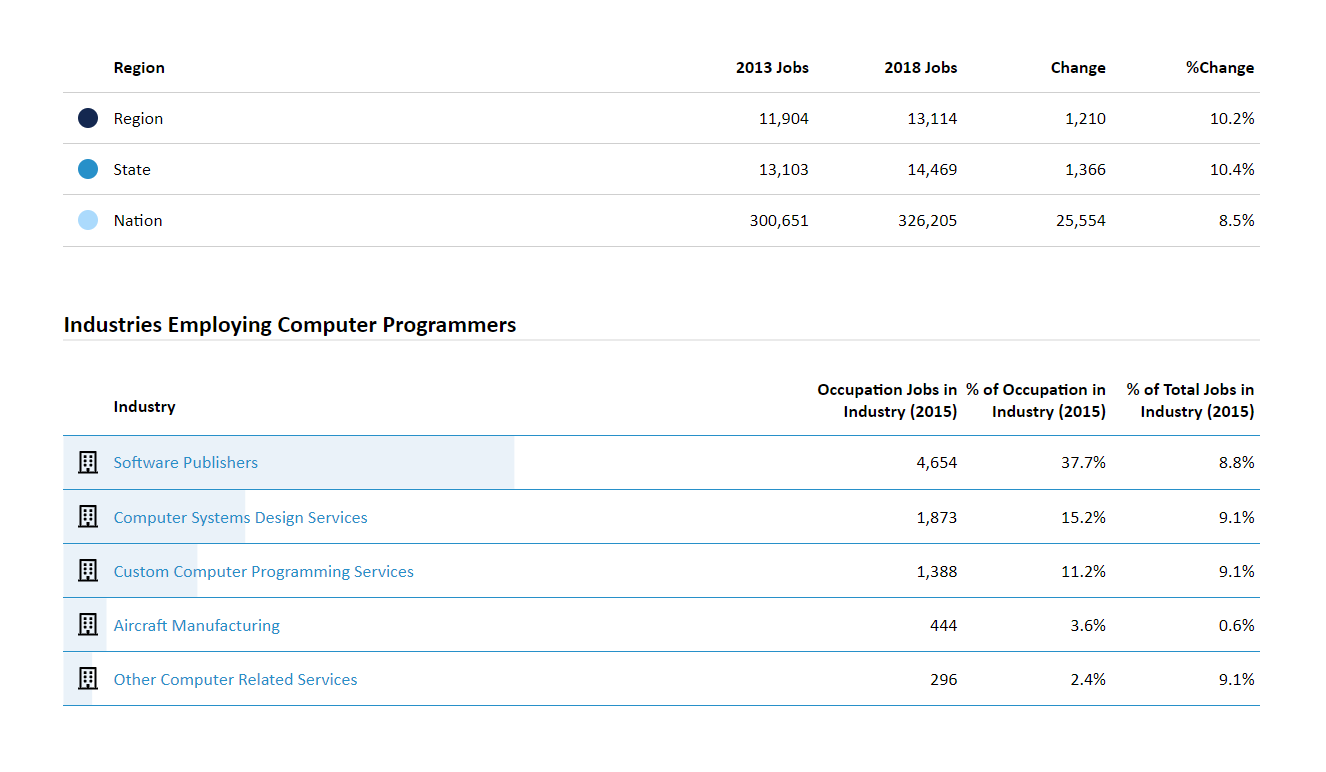 Region 2013 Jobs 2018 Jobs Change %Change
Region 11,904 13,114 1,210 10.2%
State 13,103 14,469 1,366 10.4%
Nation 300,651 326,205 25,554 8.5%
Industries Employing Computer Programmers
Industry Occupation Jobs in Industry (2015) % of Occupation in Industry (2015) % of Total Jobs in Industry (2015)
Software Publishers 4,654 37.7% 8.8%
Computer Systems Design Services 1,873 15.2% 9.1%
Custom Computer Programming Services 1,388 11.2% 9.1%
Aircraft Manufacturing 444 3.6% 0.6%
Other Computer Related Services 296 2.4% 9.1%